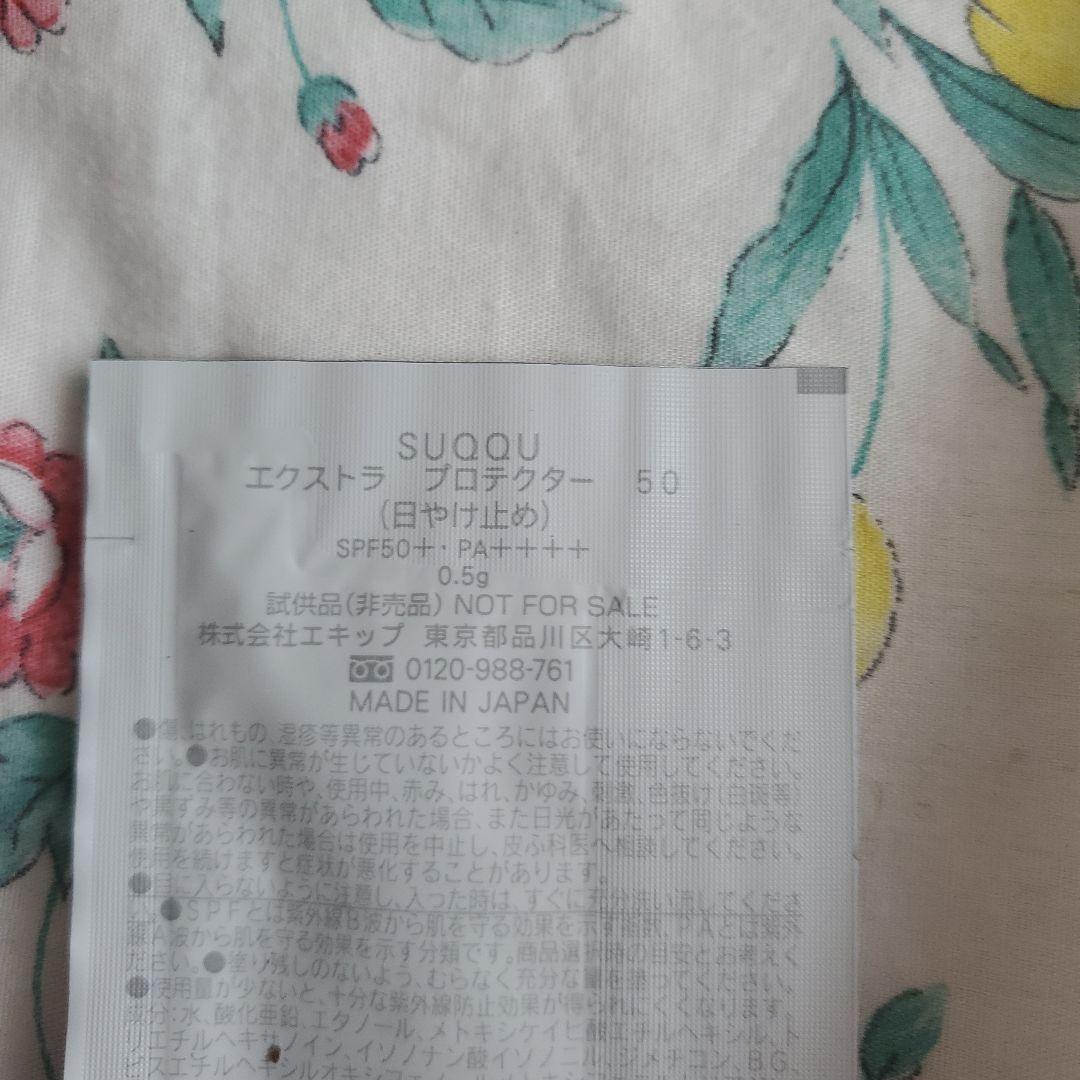 SUQQU
エクストラ プロテクター 50
(日やけ止め)
SPF50+・PA++++
0.5g
試供品(非売品) NOT FOR SALE
株式会社エキップ 東京都品川区大崎1-6-3
0120-988-761
MADE IN JAPAN
●傷、はれもの、湿疹等異常のあるところにはお使いにならないでくだ
さい。●お肌に異常が生じていないかよく注意して使用してください。
お肌に合わない時や、使用中、赤み、はれ、かゆみ、刺激、色抜け(白斑等)
や黒ずみ等の異常があらわれた場合、また日光があたって同じような
異常があらわれた場合は使用を中止し、皮ふ科医へ相談してください。
使用を続けますと症状が悪化することがあります。
●目に入らないように注意し、入った時は、すぐに充分洗い流してくださ
い。●SPFとは紫外線B波から肌を守る効果を示す指標、PAとは紫外
線A波から肌を守る効果を示す分類です。商品選択時の目安とお考えく
ださい。●塗り残しのないよう、むらなく充分な量を塗ってください。
●使用量が少ないと、十分な紫外線防止効果が得られにくくなります。
成分:水、酸化亜鉛、エタノール、メトキシケイヒ酸エチルヘキシル、ト
リエチルヘキサノイン、イソノナン酸イソノニル、ジメチコン、BG、